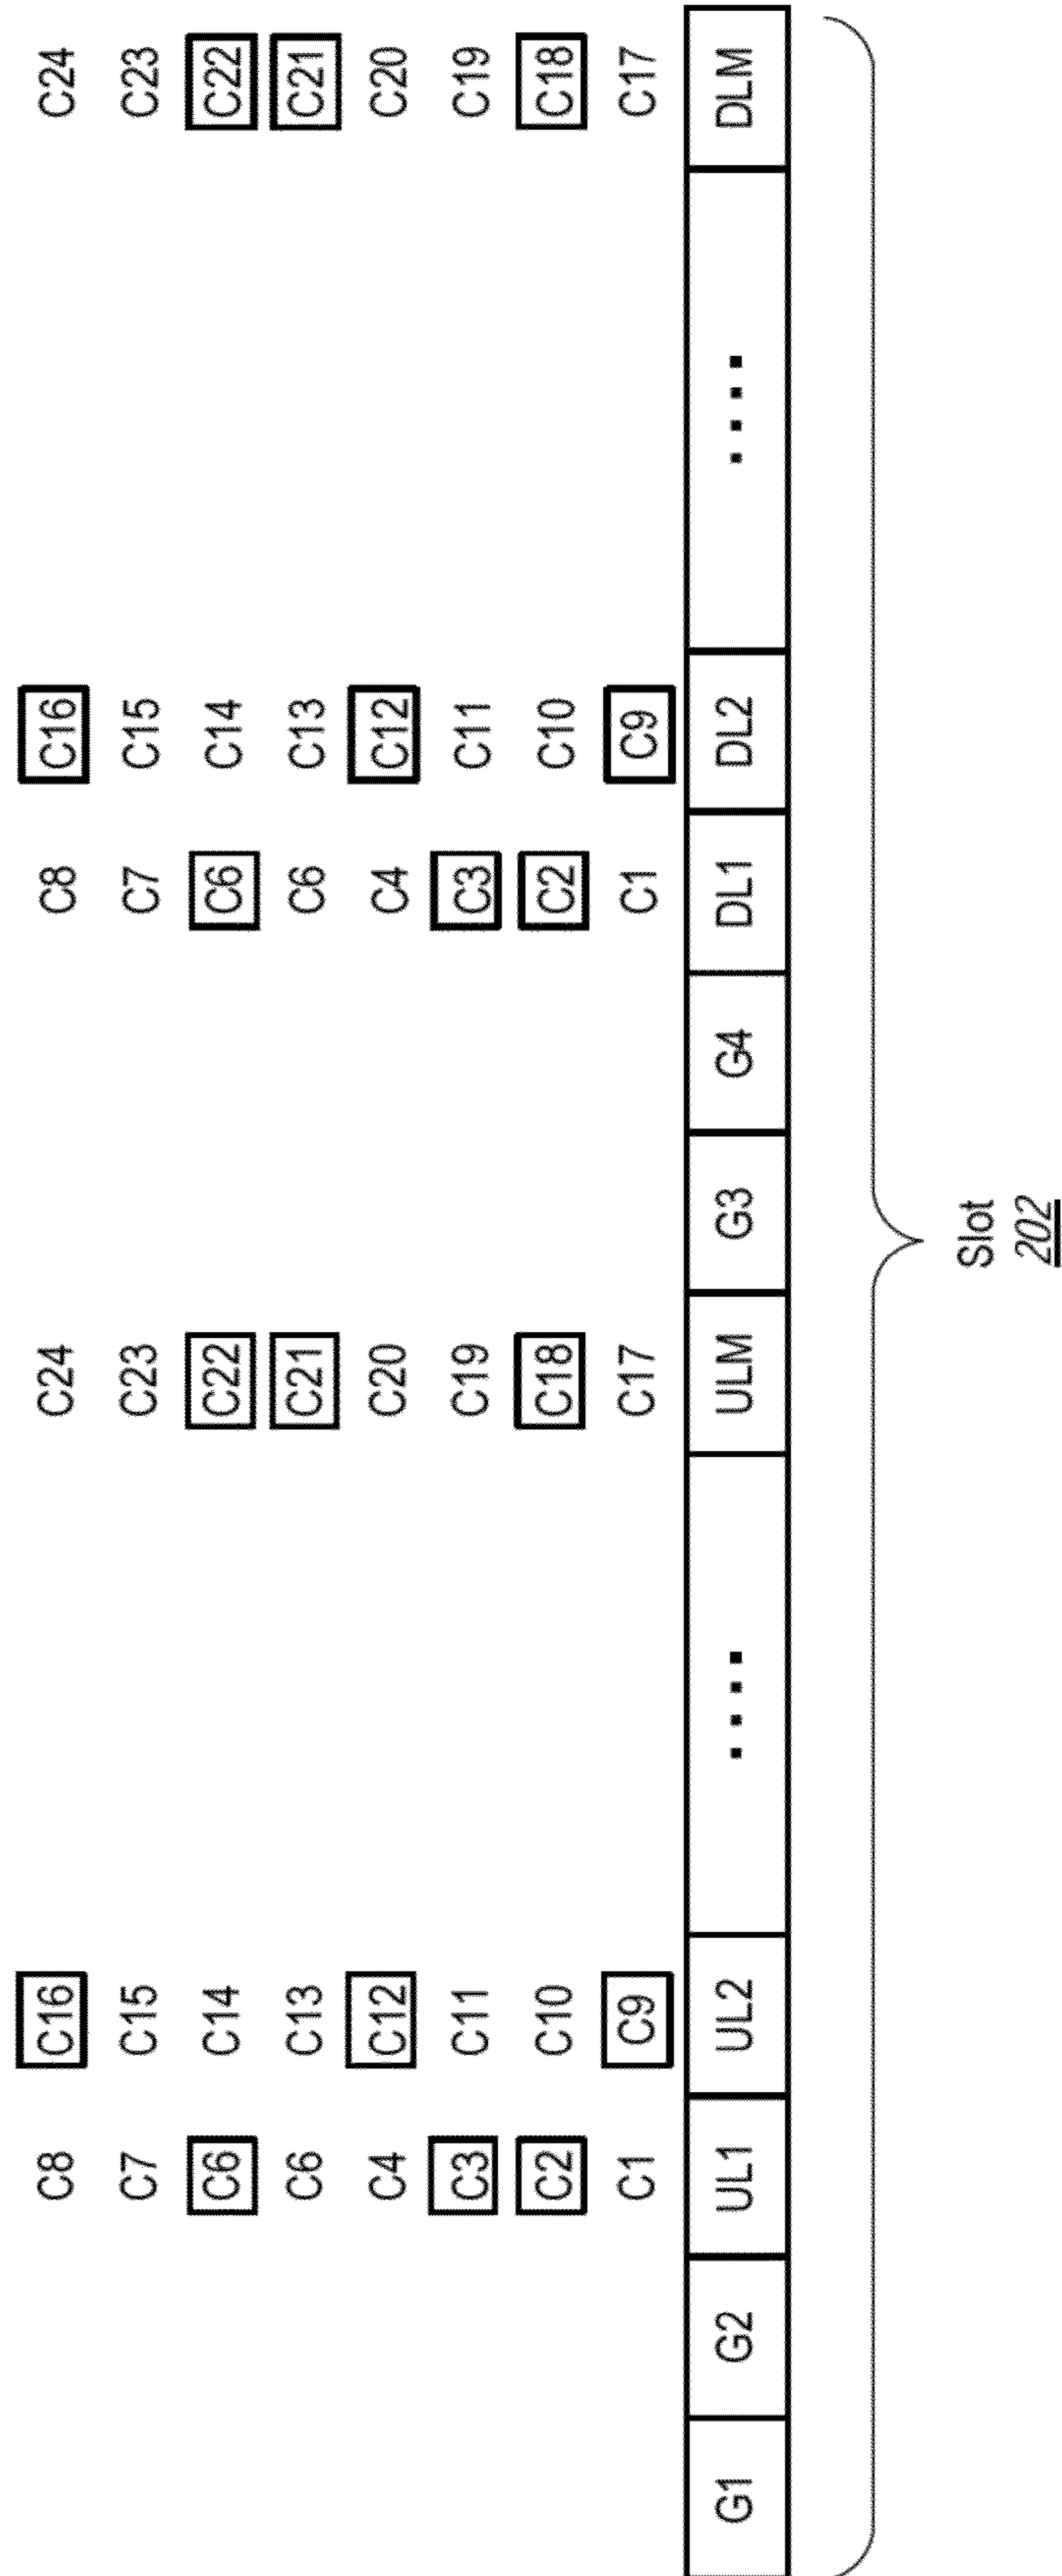 C8 C16 C24 C8 C16 C24
C7 C15 C23 C7 C15 C23
C6 C14 C22 C6 C14 C22
C6 C13 C21 C6 C13 C21
C4 C12 C20 C4 C12 C20
C3 C11 C19 C3 C11 C19
C2 C10 C18 C2 C10 C18
C1 C9 C17 C1 C9 C17
G1 G2 UL1 UL2 .... ULM G3 G4 DL1 DL2 .... DLM
Slot
202